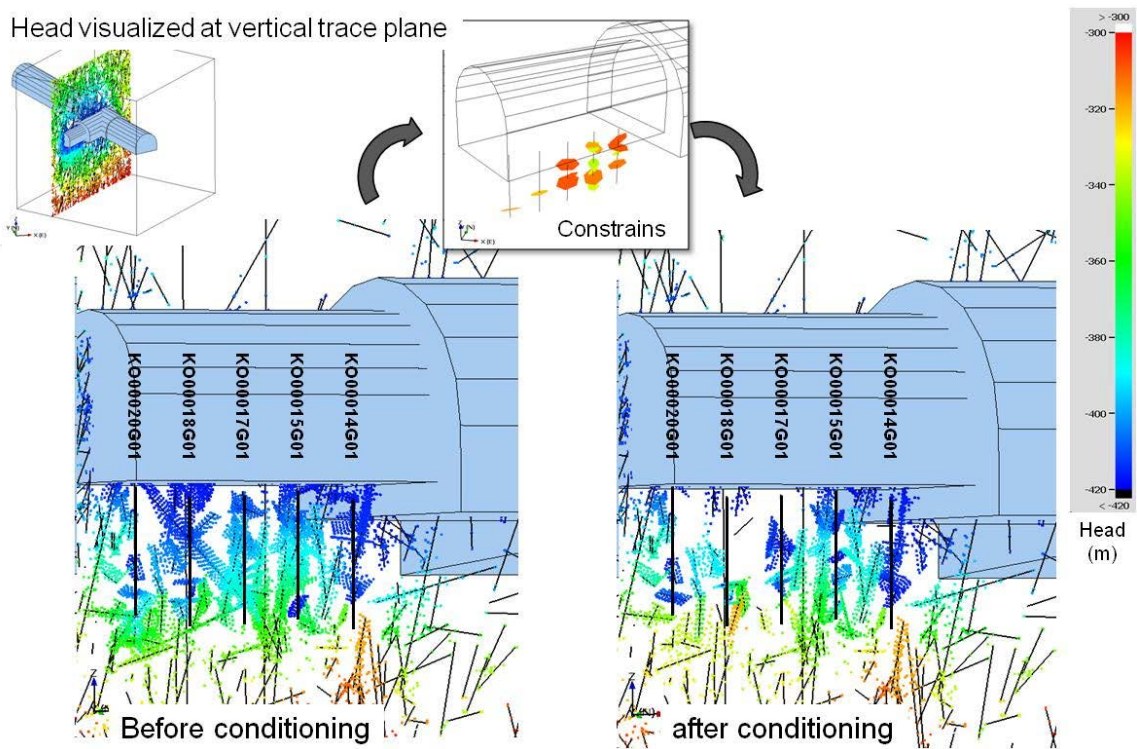 Head visualized at vertical trace plane
Constrains
X (E)
> -300
-300
-320
-340
-360
-380
-400
-420
< -420
Head
(m)
KO0020G01
KO0018G01
KO0017G01
KO0015G01
KO0014G01
KO0020G01
KO0018G01
KO0017G01
KO0015G01
KO0014G01
Z
Z
Before conditioning
after conditioning